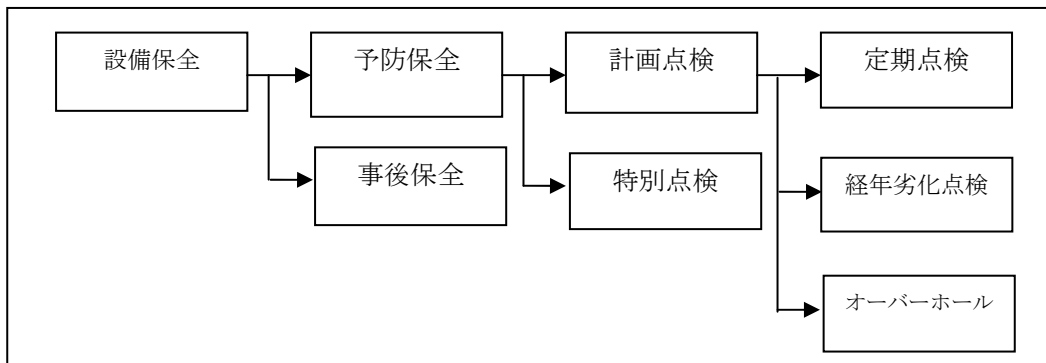 設備保全
予防保全
計画点検
定期点検
事後保全
特別点検
経年劣化点検
オーバーホール